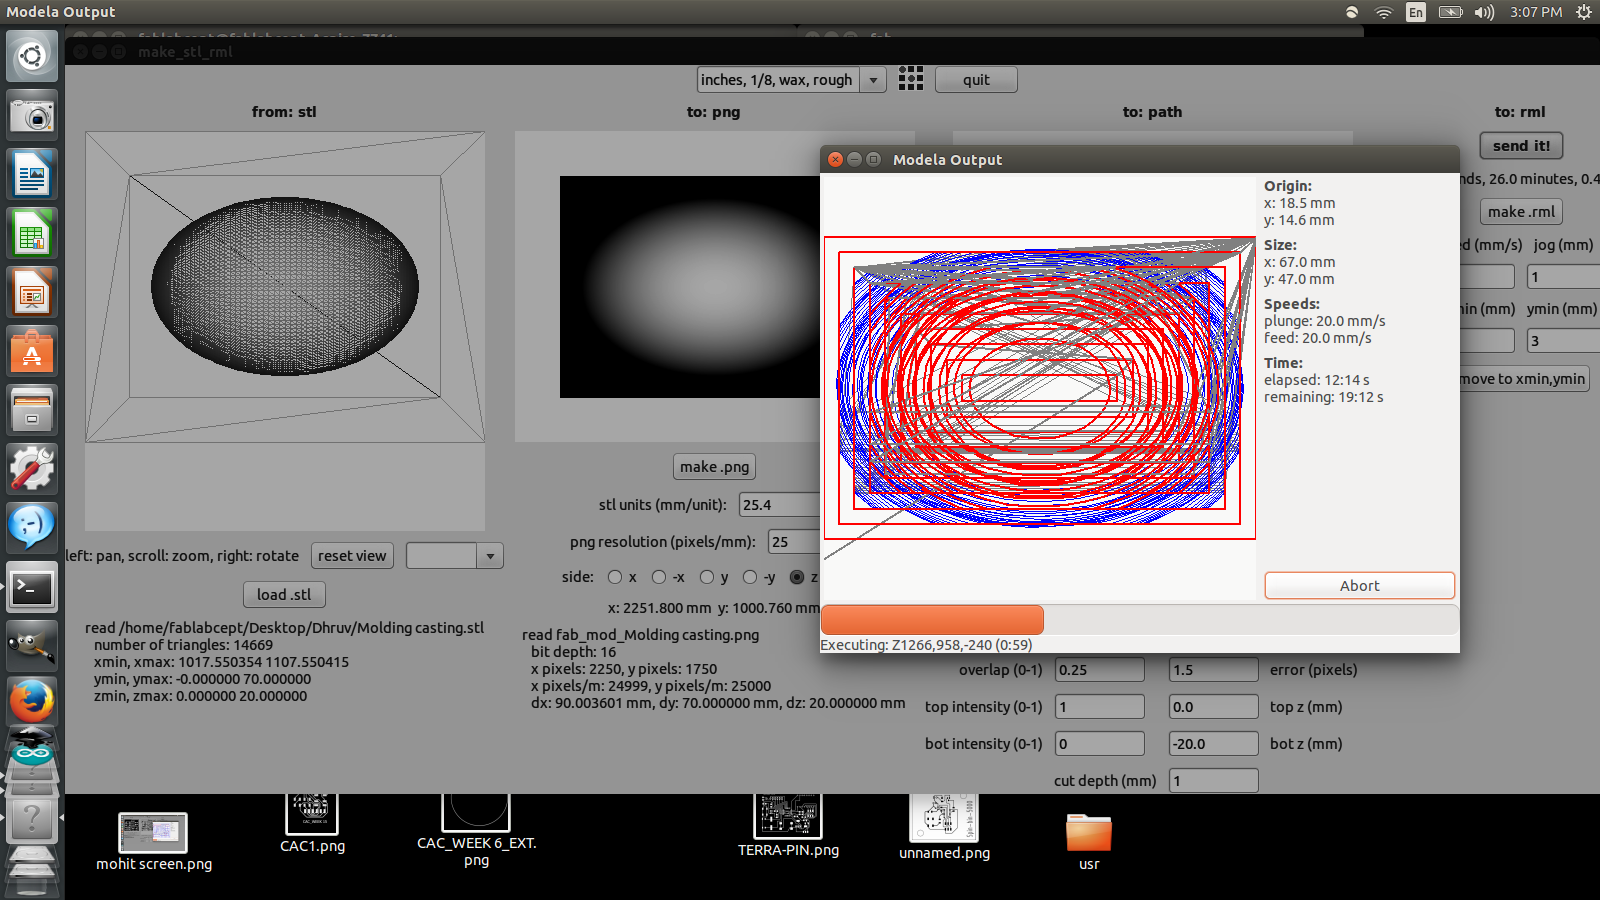 Modela Output
En
3:07 PM
make_stl_rml
inches, 1/8, wax, rough
quit
from: stl
to: png
to: path
to: rml
send it!
nds, 26.0 minutes, 0.4
make .rml
ed (mm/s)
jog (mm)
1
in (mm)
ymin (mm)
3
move to xmin,ymin
Modela Output
Origin:
x: 18.5 mm
y: 14.6 mm
Size:
x: 67.0 mm
y: 47.0 mm
Speeds:
plunge: 20.0 mm/s
feed: 20.0 mm/s
Time:
elapsed: 12:14 s
remaining: 19:12 s
Abort
Executing: Z1266,958,-240 (0:59)
left: pan, scroll: zoom, right: rotate
reset view
load .stl
read /home/fablabcept/Desktop/Dhruv/Molding casting.stl
number of triangles: 14669
xmin, xmax: 1017.550354 1107.550415
ymin, ymax: -0.000000 70.000000
zmin, zmax: 0.000000 20.000000
make .png
stl units (mm/unit):
25.4
png resolution (pixels/mm):
25
side:
x
-x
y
-y
z
x: 2251.800 mm y: 1000.760 mm
read fab_mod_Molding casting.png
bit depth: 16
x pixels: 2250, y pixels: 1750
x pixels/m: 24999, y pixels/m: 25000
dx: 90.003601 mm, dy: 70.000000 mm, dz: 20.000000 mm
overlap (0-1)
0.25
1.5
error (pixels)
top intensity (0-1)
1
0.0
top z (mm)
bot intensity (0-1)
0
-20.0
bot z (mm)
cut depth (mm)
1
mohit screen.png
CAC1.png
CAC_WEEK 6_EXT.
png
TERRA-PIN.png
unnamed.png
usr